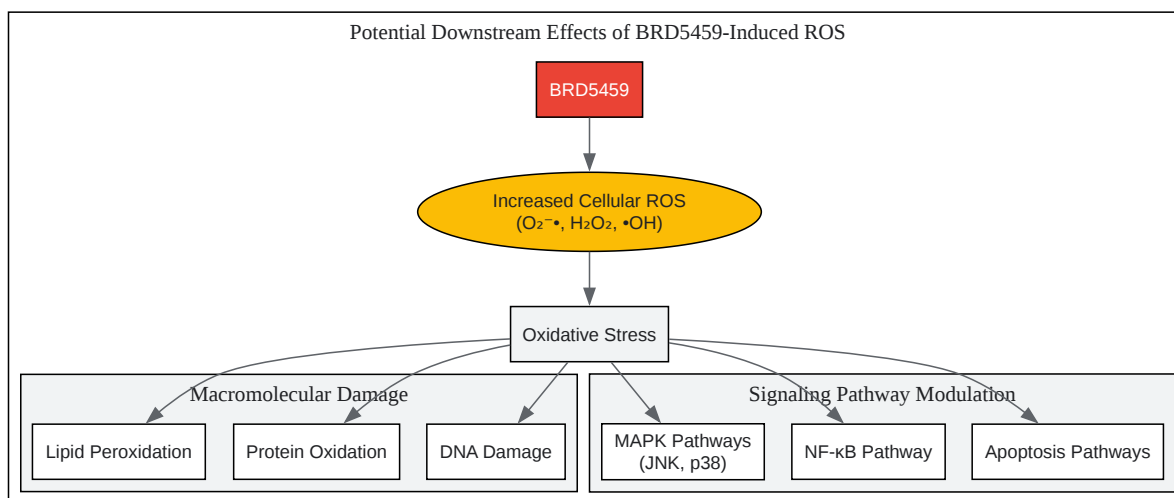 Potential Downstream Effects of BRD5459-Induced ROS
BRD5459
Increased Cellular ROS
(O₂⁻•, H₂O₂, •OH)
Oxidative Stress
Macromolecular Damage
Lipid Peroxidation
Protein Oxidation
DNA Damage
Signaling Pathway Modulation
MAPK Pathways
(JNK, p38)
NF-κB Pathway
Apoptosis Pathways